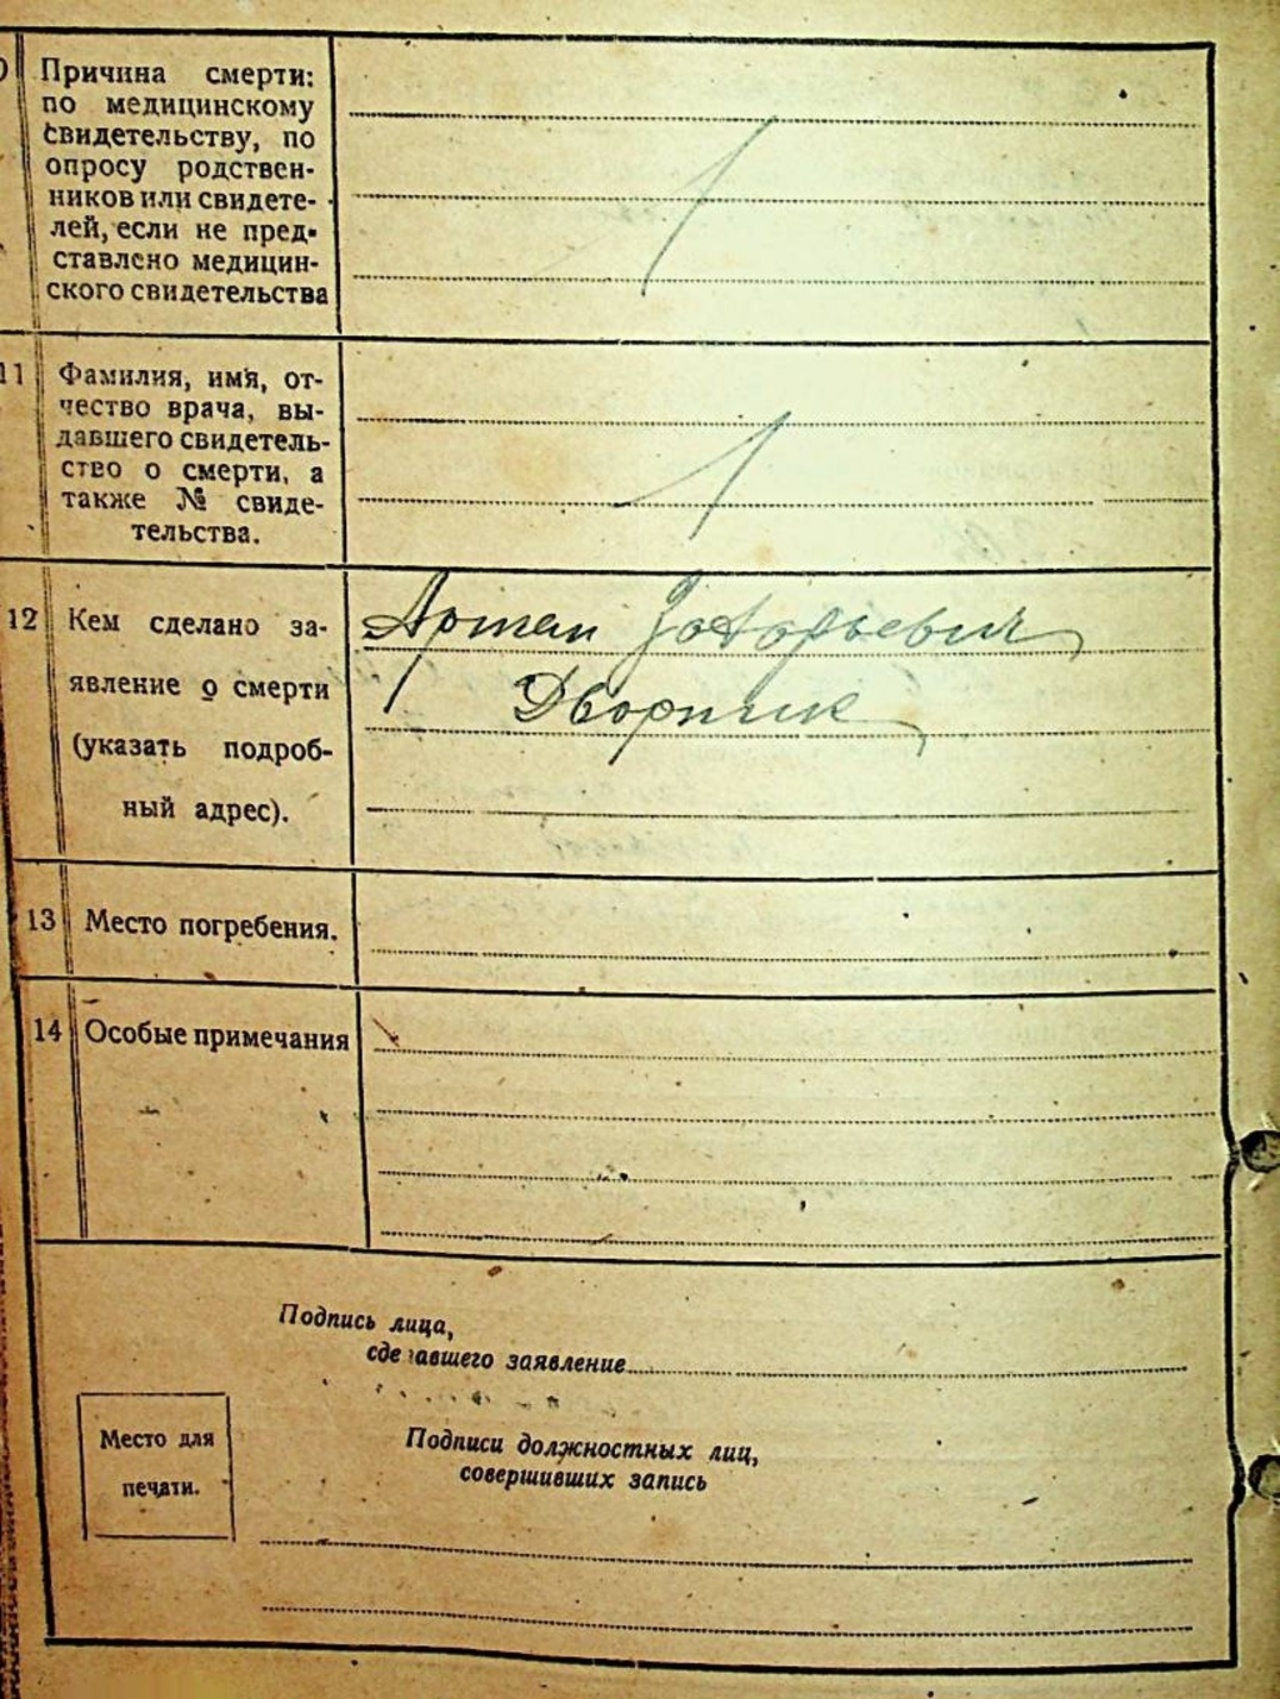 Причина смерти:
по медицинскому
свидетельству, по
опросу родствен-
ников или свидете-
лей, если не пред-
ставлено медицин-
ского свидетельства
11 Фамилия, имя, от-
чество врача, вы-
давшего свидетель-
ство о смерти, а
также № свиде-
тельства.
12 Кем сделано за-
явление о смерти
(указать подроб-
ный адрес).
Дворник
13 Место погребения.
14 Особые примечания
Подпись лица,
сделавшего заявление
Место для
печати.
Подписи должностных лиц,
совершивших запись